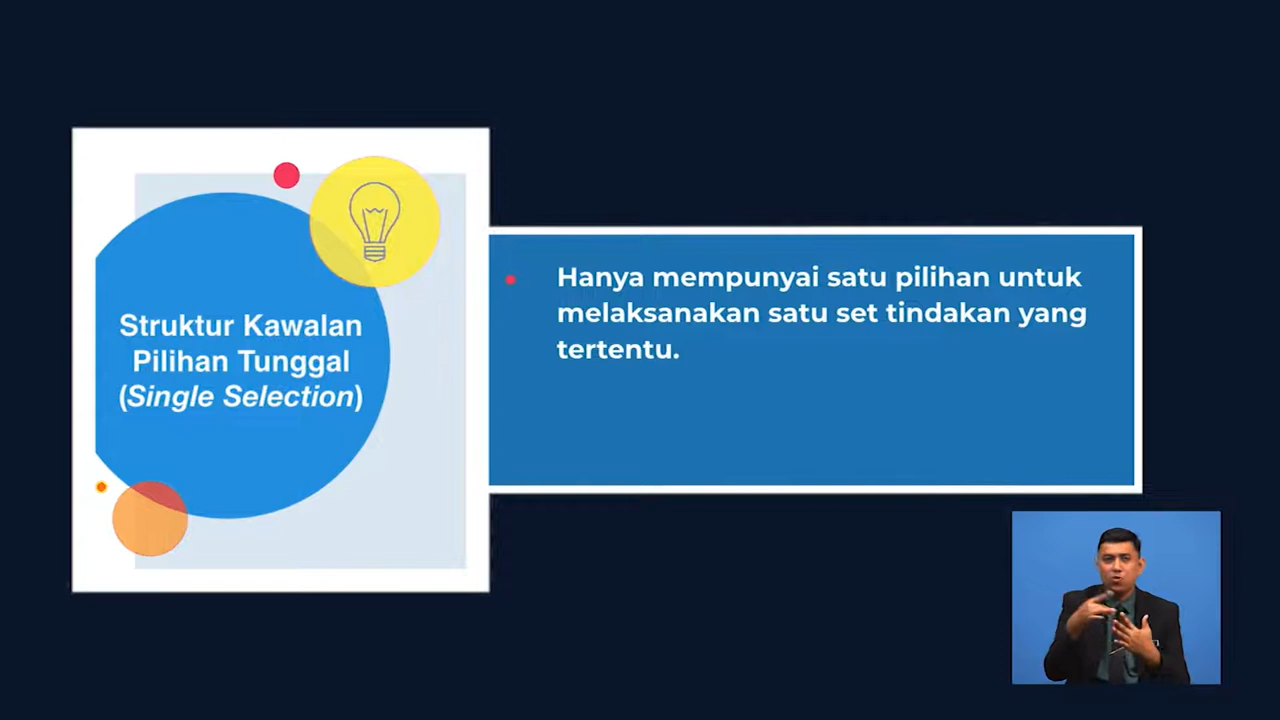 Struktur Kawalan
Pilihan Tunggal
(Single Selection)
Hanya mempunyai satu pilihan untuk
melaksanakan satu set tindakan yang
tertentu.